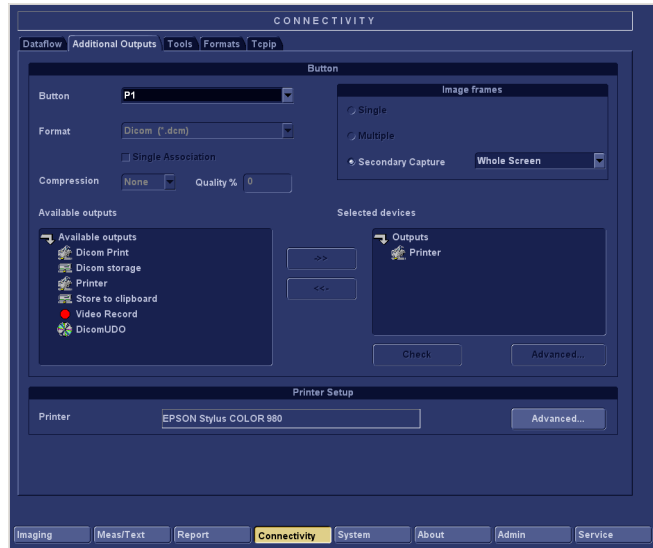 CONNECTIVITY
Dataflow Additional Outputs Tools Formats Tcpip
Button
Button P1
Format Dicom (*.dcm)
Single Association
Compression None Quality % 0
Image frames
Single
Multiple
Secondary Capture Whole Screen
Available outputs
Available outputs
Dicom Print
Dicom storage
Printer
Store to clipboard
Video Record
DicomUDO
->>
<<-
Selected devices
Outputs
Printer
Check Advanced...
Printer Setup
Printer EPSON Stylus COLOR 980 Advanced...
Imaging Meas/Text Report Connectivity System About Admin Service